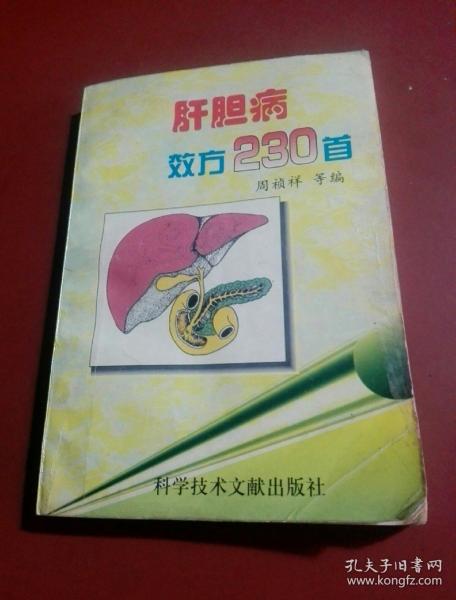 肝胆病
效方230首
周祯祥 等编
科学技术文献出版社
孔夫子旧书网
www.kongfz.com